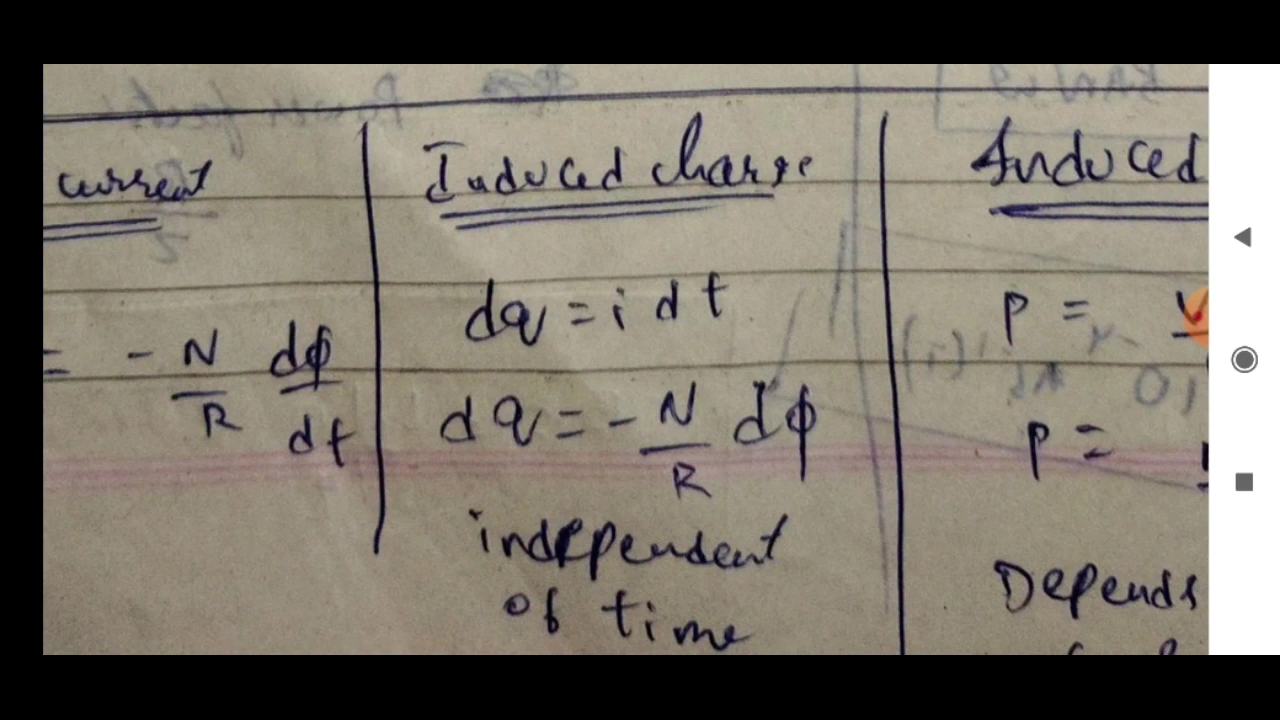 current
= - N/R dφ/dt
Induced charge
dq = i dt
dq = - N/R dφ
independent
of time
Induced
P = V
P =
Depends